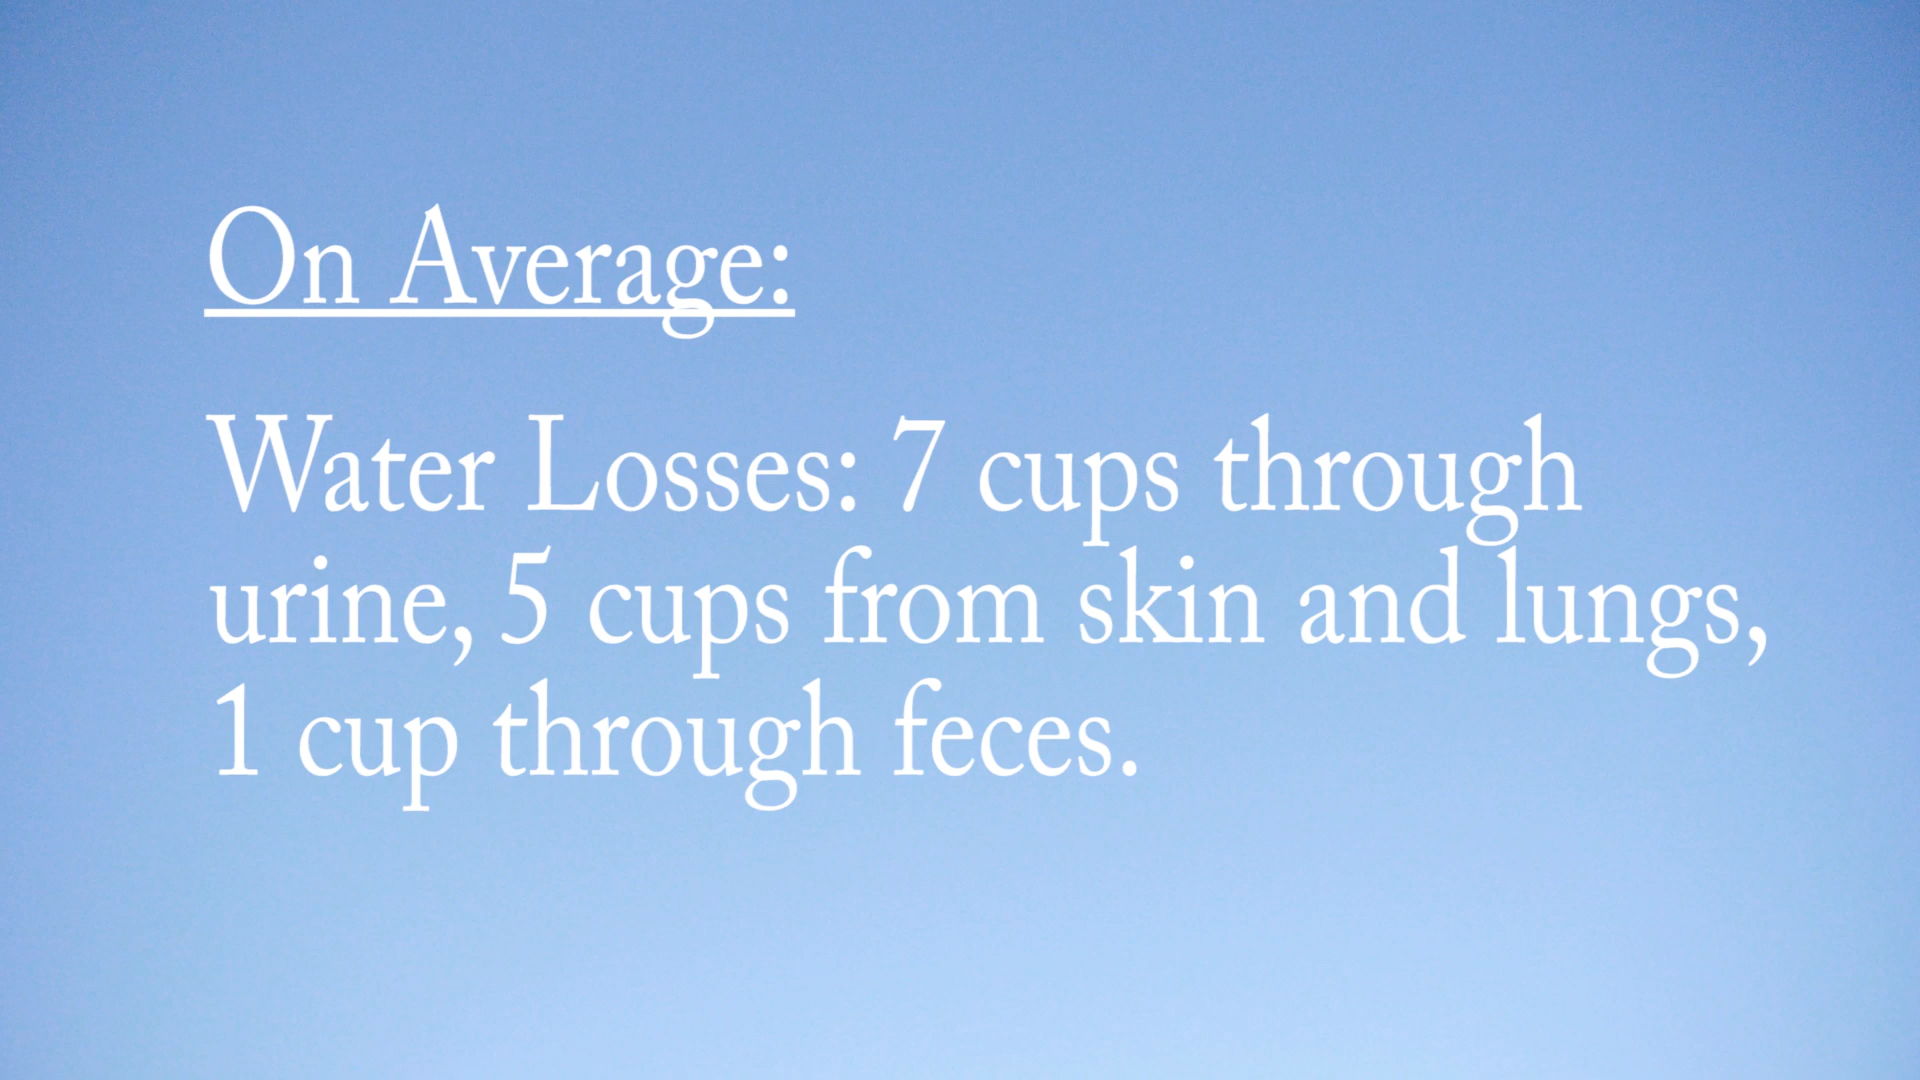 On Average:
Water Losses: 7 cups through
urine, 5 cups from skin and lungs,
1 cup through feces.